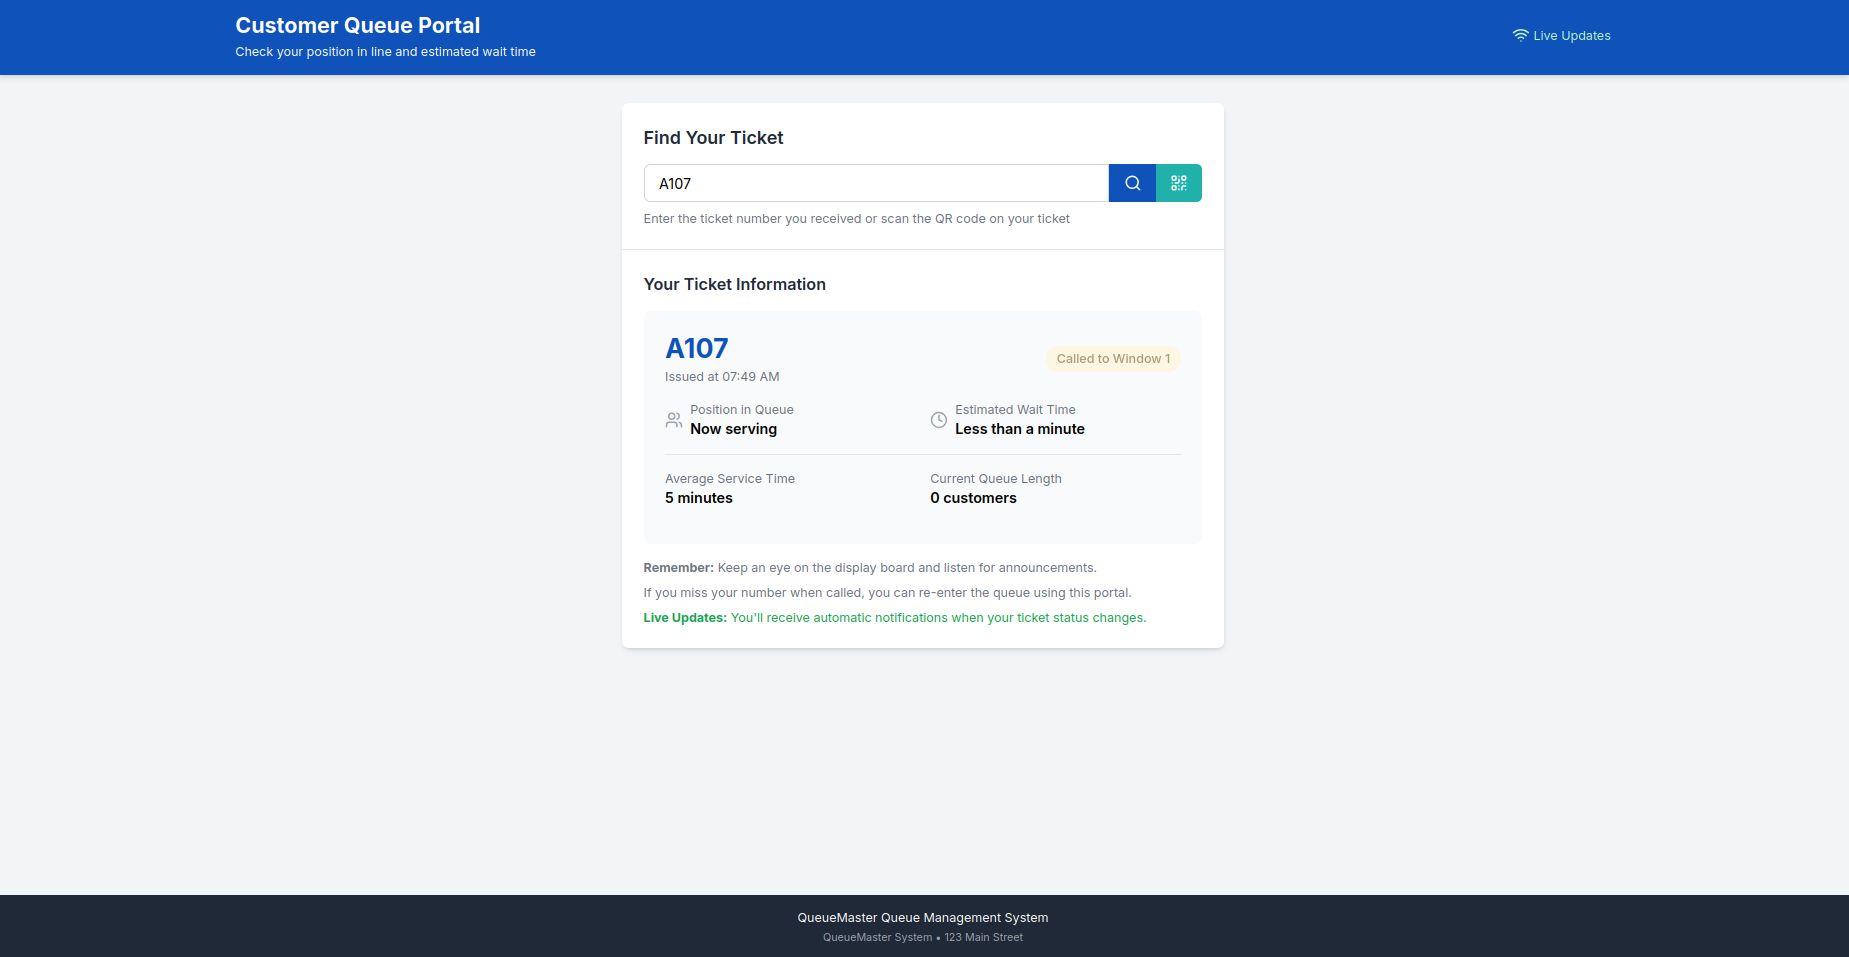 Customer Queue Portal
Check your position in line and estimated wait time
Live Updates
Find Your Ticket
A107
Enter the ticket number you received or scan the QR code on your ticket
Your Ticket Information
A107
Issued at 07:49 AM
Called to Window 1
Position in Queue
Now serving
Estimated Wait Time
Less than a minute
Average Service Time
5 minutes
Current Queue Length
0 customers
Remember: Keep an eye on the display board and listen for announcements.
If you miss your number when called, you can re-enter the queue using this portal.
Live Updates: You'll receive automatic notifications when your ticket status changes.
QueueMaster Queue Management System
QueueMaster System • 123 Main Street